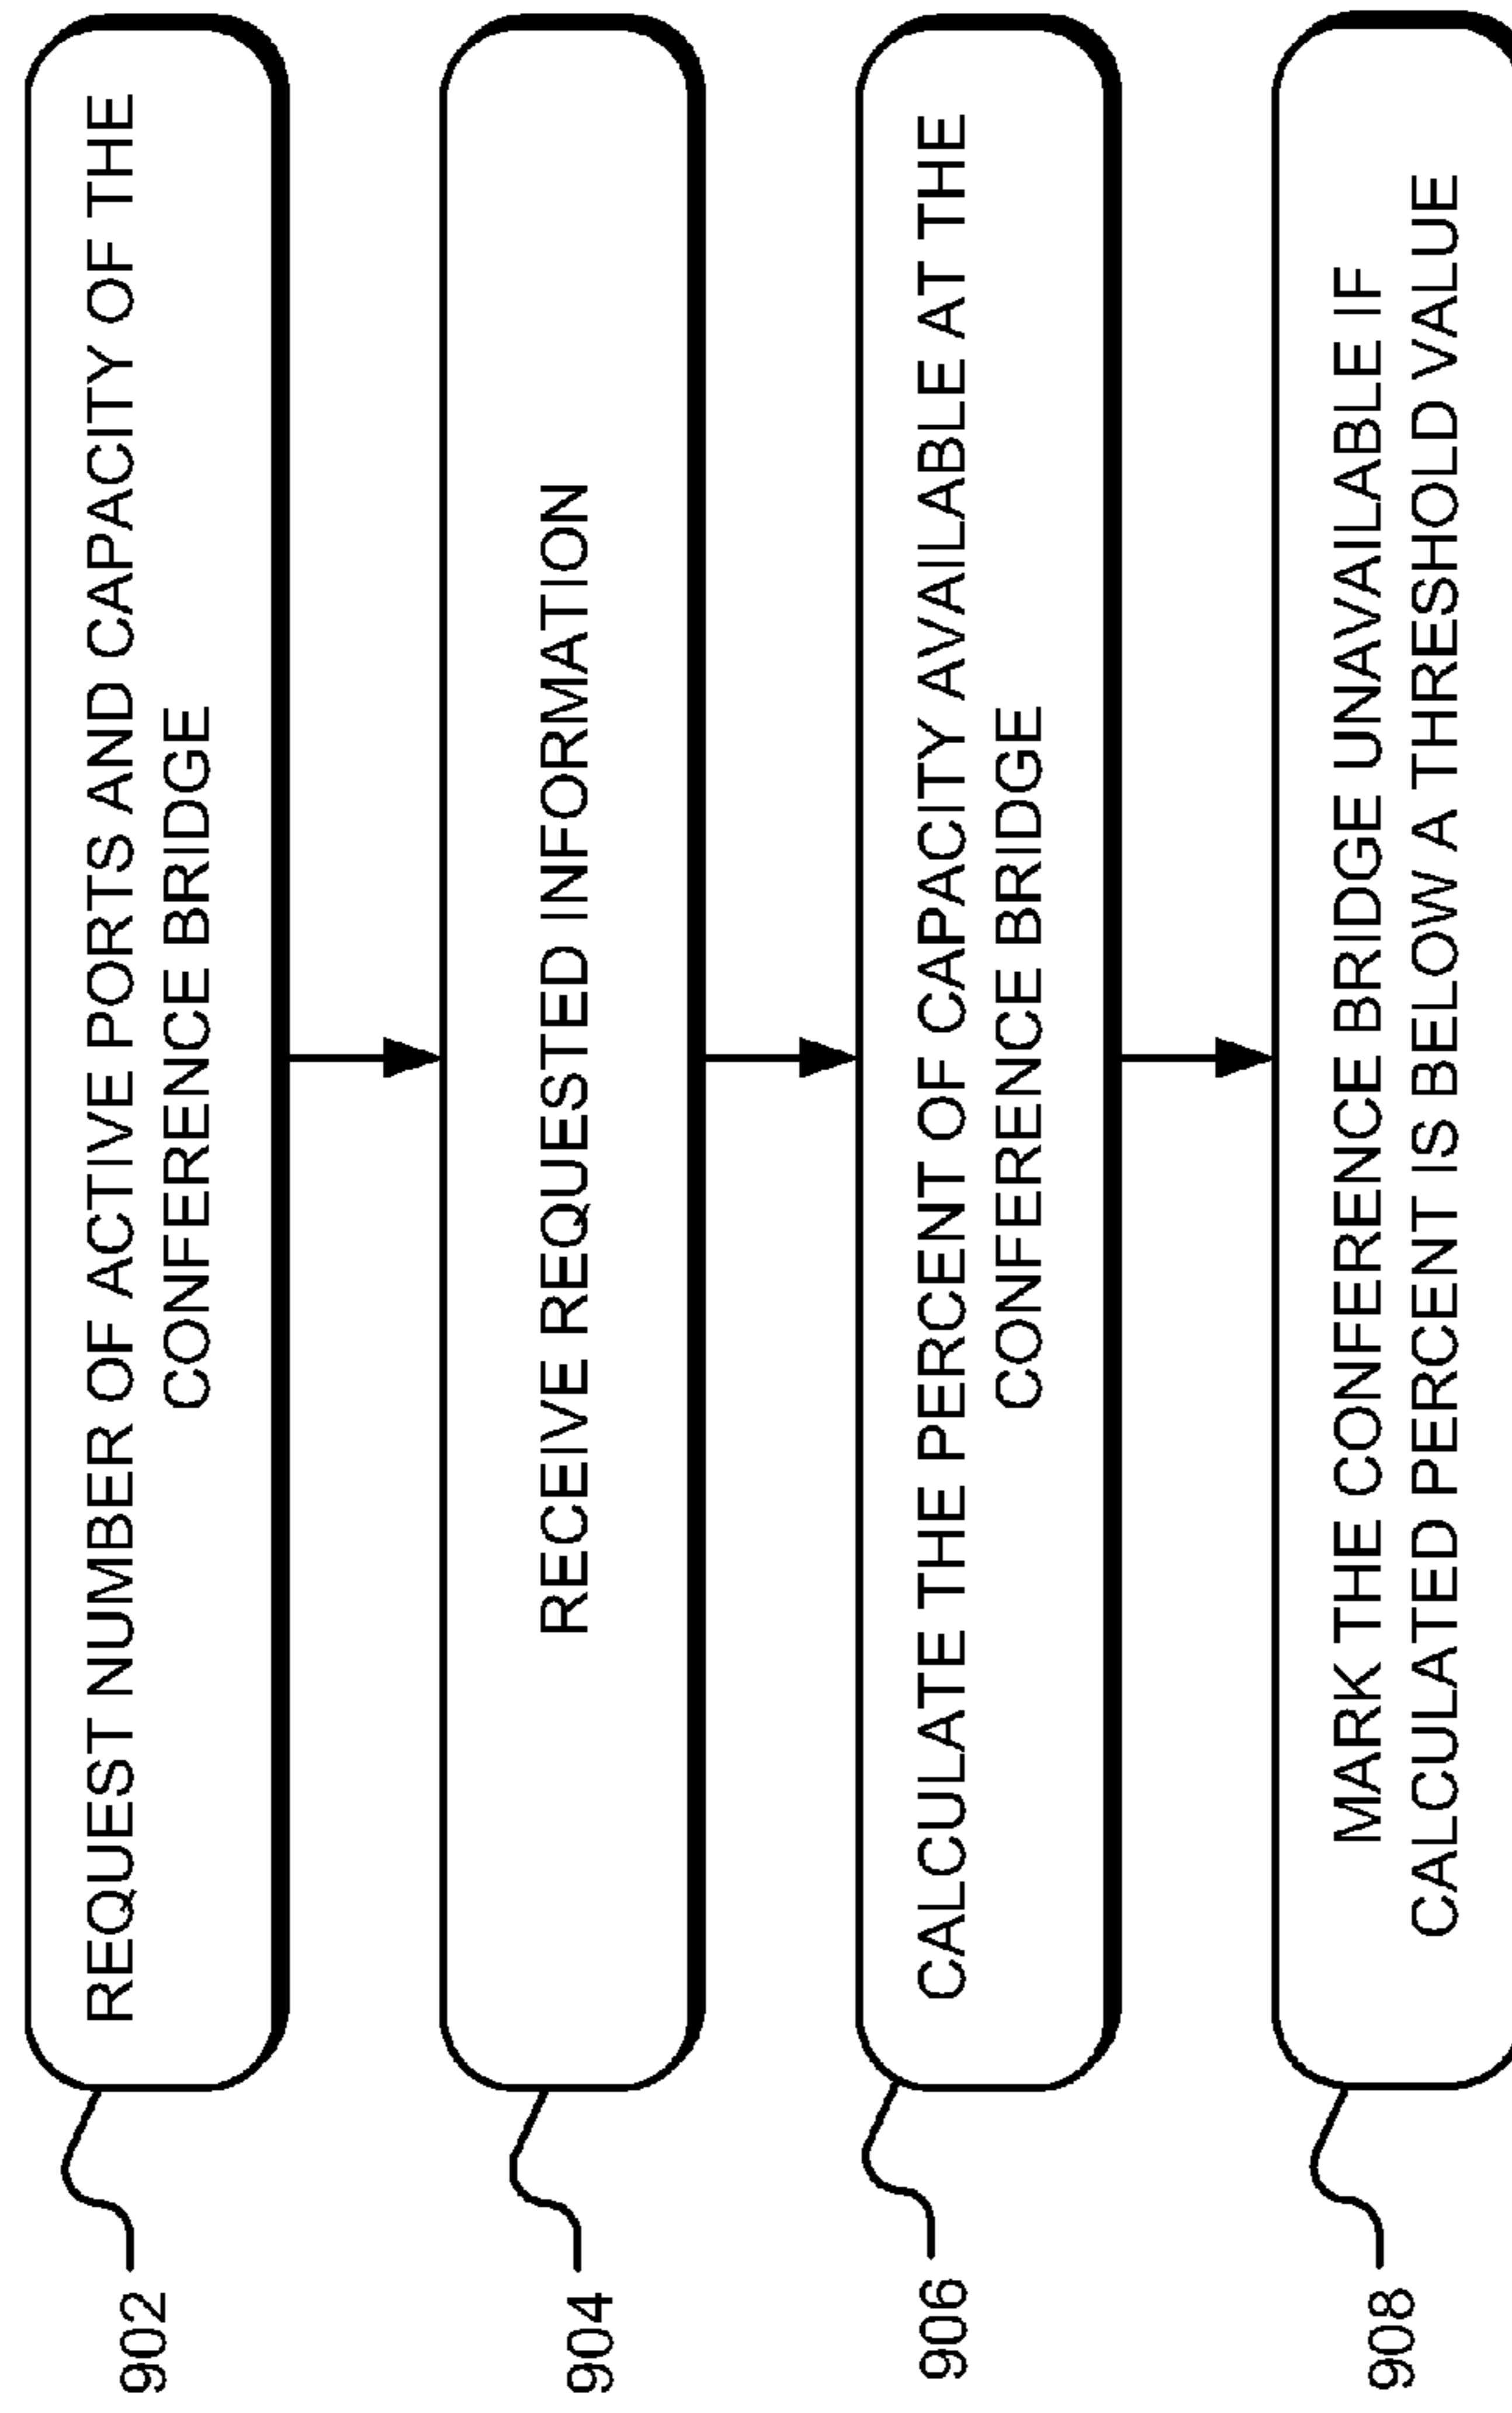 902
REQUEST NUMBER OF ACTIVE PORTS AND CAPACITY OF THE
CONFERENCE BRIDGE
904
RECEIVE REQUESTED INFORMATION
906
CALCULATE THE PERCENT OF CAPACITY AVAILABLE AT THE
CONFERENCE BRIDGE
908
MARK THE CONFERENCE BRIDGE UNAVAILABLE IF
CALCULATED PERCENT IS BELOW A THRESHOLD VALUE